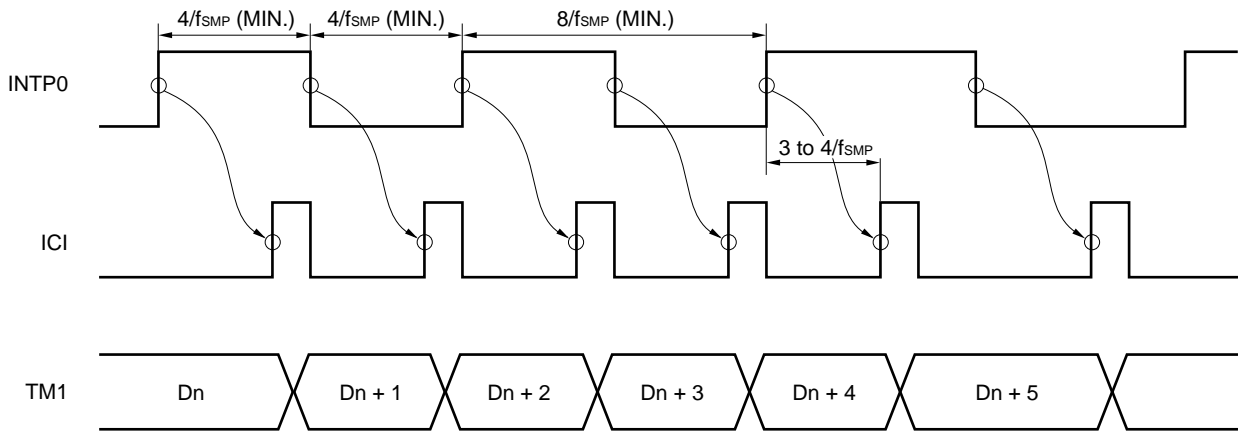 4/fSMP (MIN.) 4/fSMP (MIN.) 8/fSMP (MIN.)
INTP0
3 to 4/fSMP
ICI
TM1 Dn Dn + 1 Dn + 2 Dn + 3 Dn + 4 Dn + 5